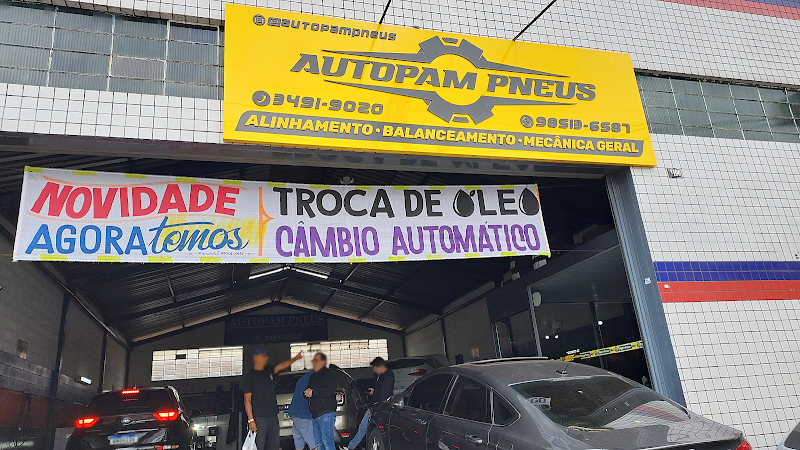 @autopampneus
AUTOPAM PNEUS
3491-9020
98513-6587
ALINHAMENTO • BALANCEAMENTO • MECÂNICA GERAL
NOVIDADE
AGORA temos
TROCA DE ÓLEO
CÂMBIO AUTOMÁTICO
AUTOPAM PNEUS